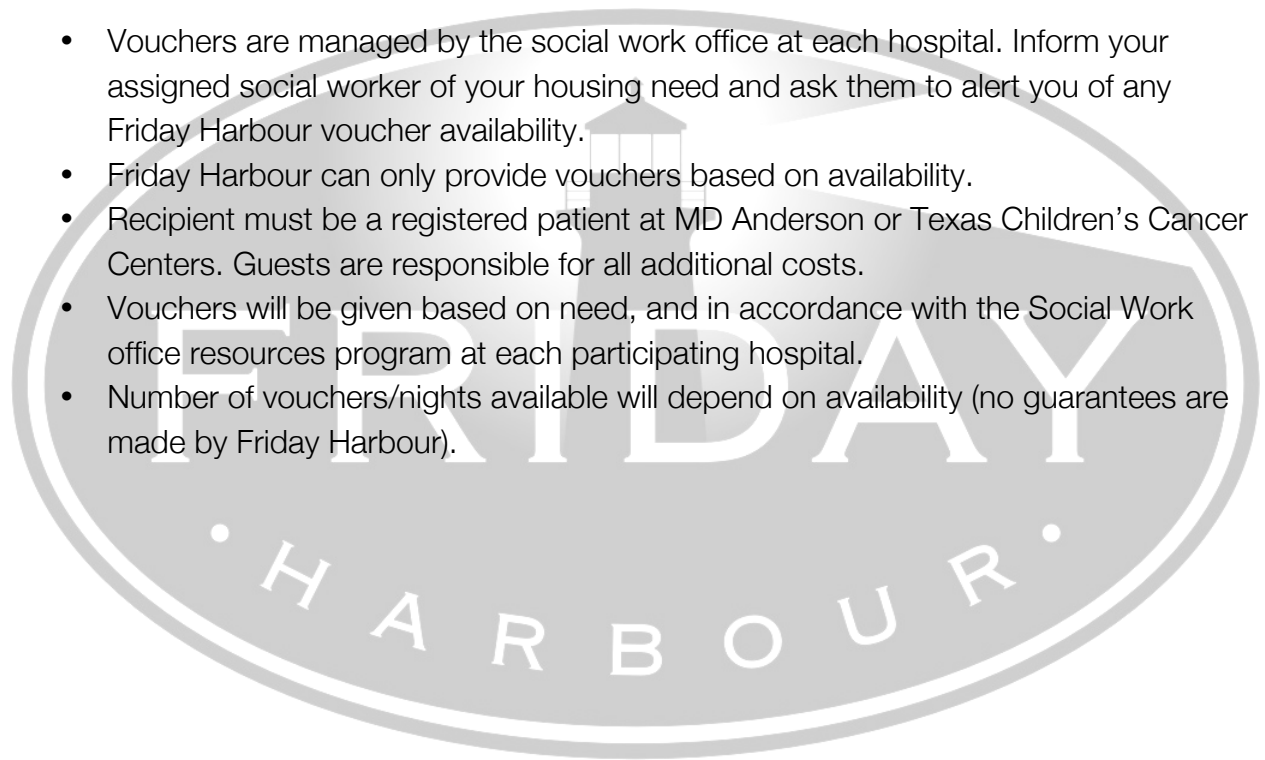 • Vouchers are managed by the social work office at each hospital. Inform your
assigned social worker of your housing need and ask them to alert you of any
Friday Harbour voucher availability.
• Friday Harbour can only provide vouchers based on availability.
• Recipient must be a registered patient at MD Anderson or Texas Children’s Cancer
Centers. Guests are responsible for all additional costs.
• Vouchers will be given based on need, and in accordance with the Social Work
office resources program at each participating hospital.
• Number of vouchers/nights available will depend on availability (no guarantees are
made by Friday Harbour).
FRIDAY
• HARBOUR •